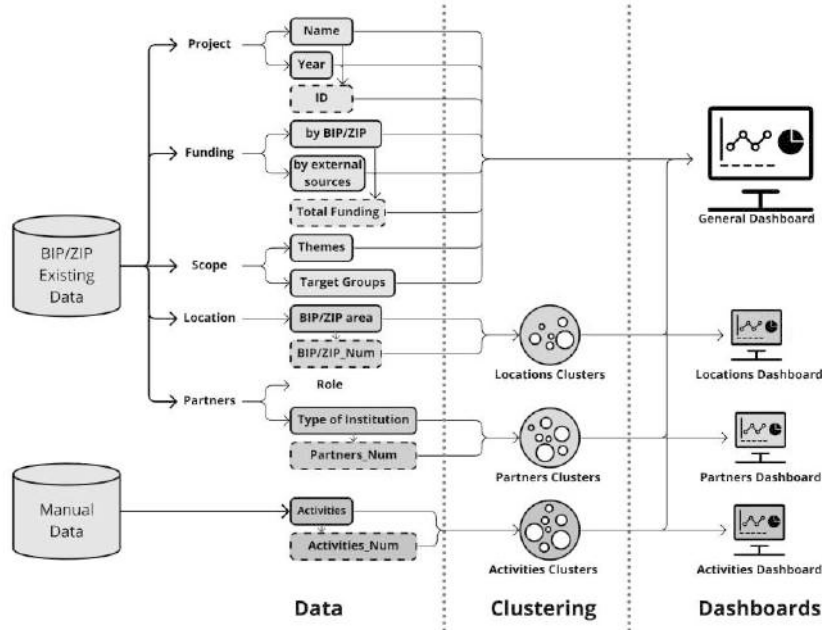 Project
Name
Year
ID
Funding
by BIP/ZIP
by external
sources
Total Funding
BIP/ZIP
Existing
Data
Scope
Themes
Target Groups
General Dashboard
Location
BIP/ZIP area
BIP/ZIP_Num
Locations Clusters
Locations Dashboard
Partners
Role
Type of Institution
Partners_Num
Partners Clusters
Partners Dashboard
Manual
Data
Activities
Activities_Num
Activities Clusters
Activities Dashboard
Data
Clustering
Dashboards